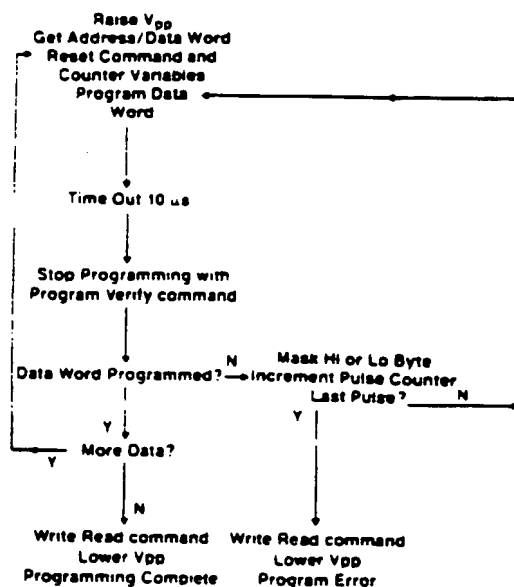 Raise Vpp
Get Address/Data Word
Reset Command and
Counter Variables
Program Data
Word
Time Out 10 µs
Stop Programming with
Program Verify command
Data Word Programmed?
N
Mask Hi or Lo Byte
Increment Pulse Counter
Last Pulse?
N
Y
Y
Y
More Data?
N
Write Read command
Lower Vpp
Programming Complete
Write Read command
Lower Vpp
Program Error